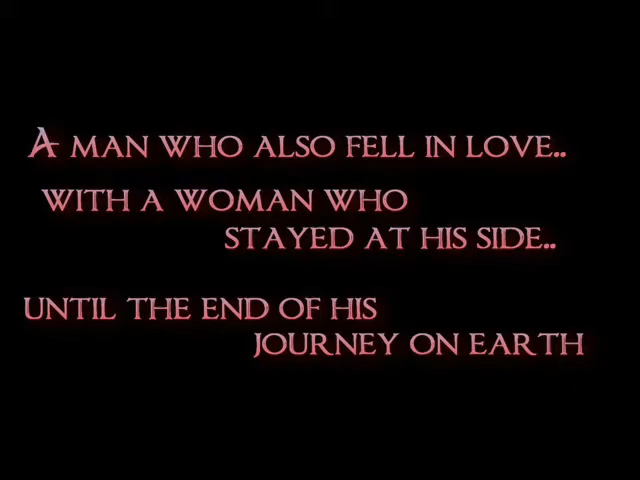 A MAN WHO ALSO FELL IN LOVE..
WITH A WOMAN WHO
STAYED AT HIS SIDE..
UNTIL THE END OF HIS
JOURNEY ON EARTH